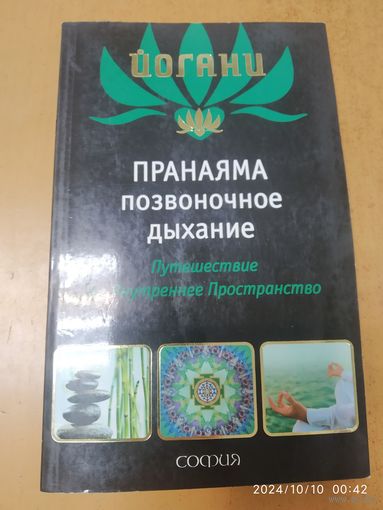 ЙОГАНИ
ПРАНАЯМА
позвоночное
дыхание
Путешествие
Внутреннее Пространство
СОФИЯ
2024/10/10 00:42